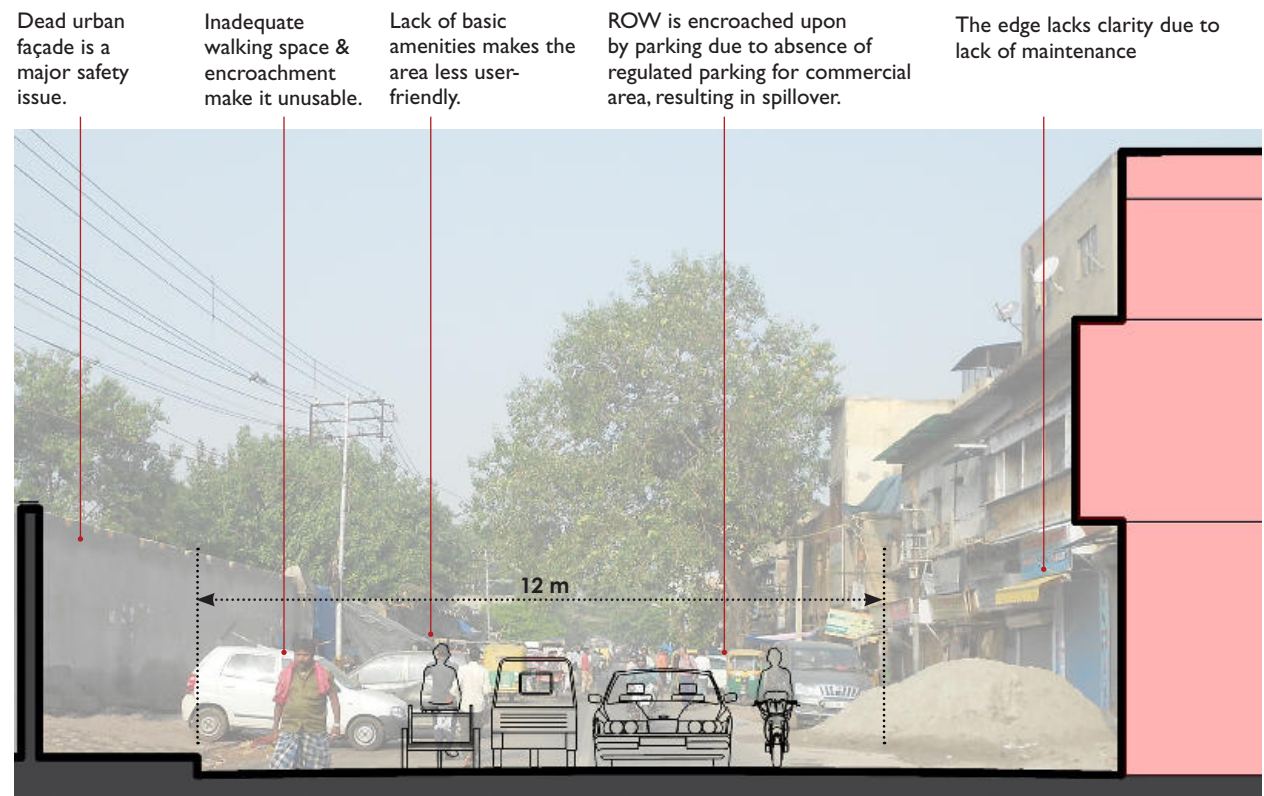 Dead urban
façade is a
major safety
issue.
Inadequate
walking space &
encroachment
make it unusable.
Lack of basic
amenities makes the
area less user-
friendly.
ROW is encroached upon
by parking due to absence of
regulated parking for commercial
area, resulting in spillover.
The edge lacks clarity due to
lack of maintenance
12 m